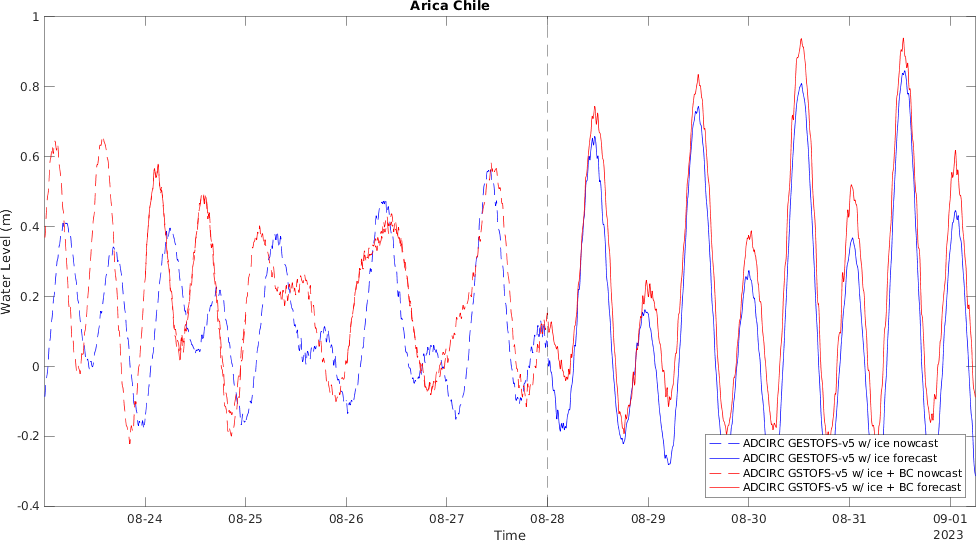 Arica Chile
1
0.8
0.6
0.4
0.2
0
-0.2
-0.4
Water Level (m)
ADCIRC GESTOFS-v5 w/ ice nowcast
ADCIRC GESTOFS-v5 w/ ice forecast
ADCIRC GSTOFS-v5 w/ ice + BC nowcast
ADCIRC GSTOFS-v5 w/ ice + BC forecast
08-24 08-25 08-26 08-27 08-28 08-29 08-30 08-31 09-01
Time 2023